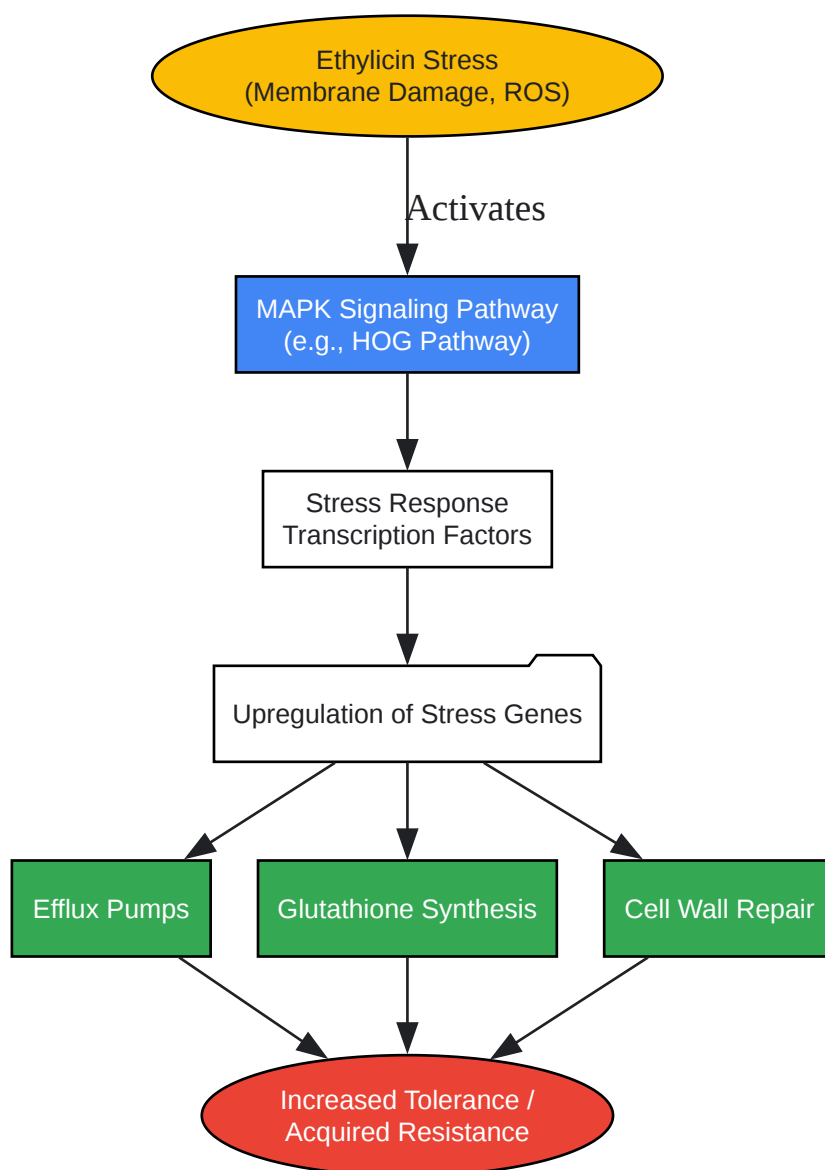 Ethylicin Stress
(Membrane Damage, ROS)
Activates
MAPK Signaling Pathway
(e.g., HOG Pathway)
Stress Response
Transcription Factors
Upregulation of Stress Genes
Efflux Pumps
Glutathione Synthesis
Cell Wall Repair
Increased Tolerance /
Acquired Resistance